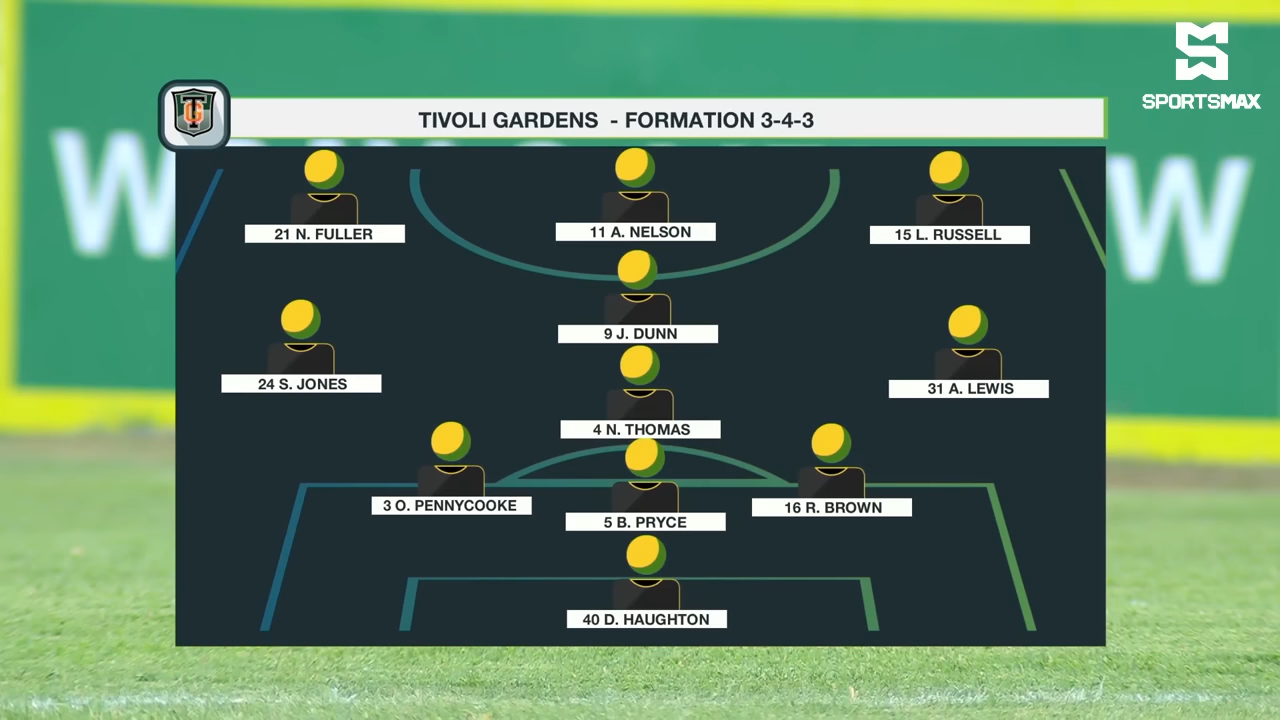 SPORTSMAX
TG
TIVOLI GARDENS - FORMATION 3-4-3
21 N. FULLER
11 A. NELSON
15 L. RUSSELL
9 J. DUNN
24 S. JONES
31 A. LEWIS
4 N. THOMAS
3 O. PENNYCOOKE
5 B. PRYCE
16 R. BROWN
40 D. HAUGHTON